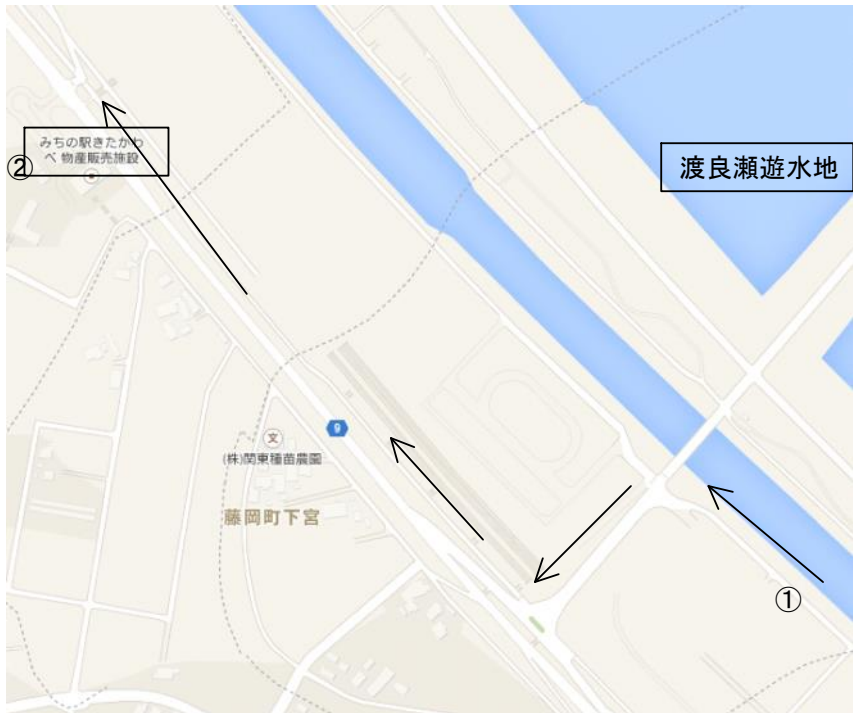 みちの駅きたかわ
べ 物産販売施設
②
渡良瀬遊水地
9
文
(株)関東種苗農園
藤岡町下宮
①